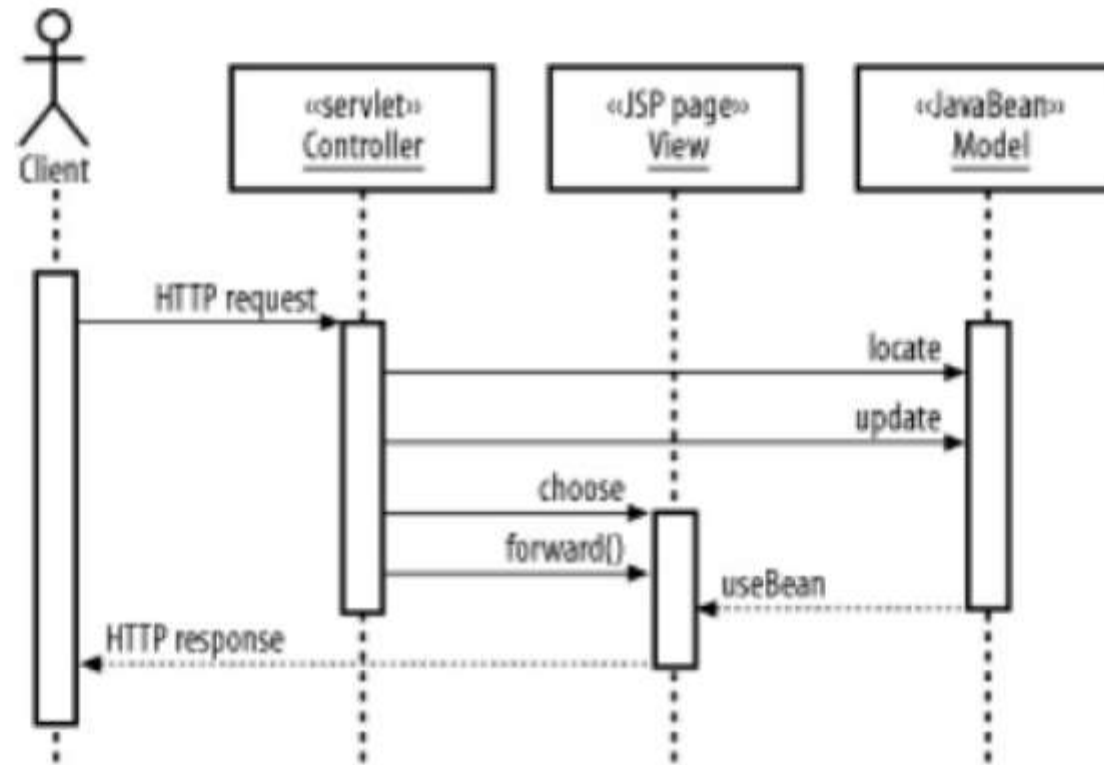 «servlet»
Controller
«JSP page»
View
«JavaBean»
Model
Client
HTTP request
locate
update
choose
forward()
useBean
HTTP response